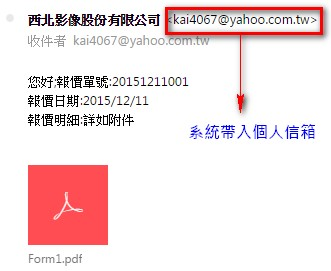 西北影像股份有限公司 <kai4067@yahoo.com.tw>
收件者 kai4067@yahoo.com.tw
您好;報價單號:20151211001
報價日期:2015/12/11
報價明細:詳如附件
系統帶入個人信箱
Form1.pdf